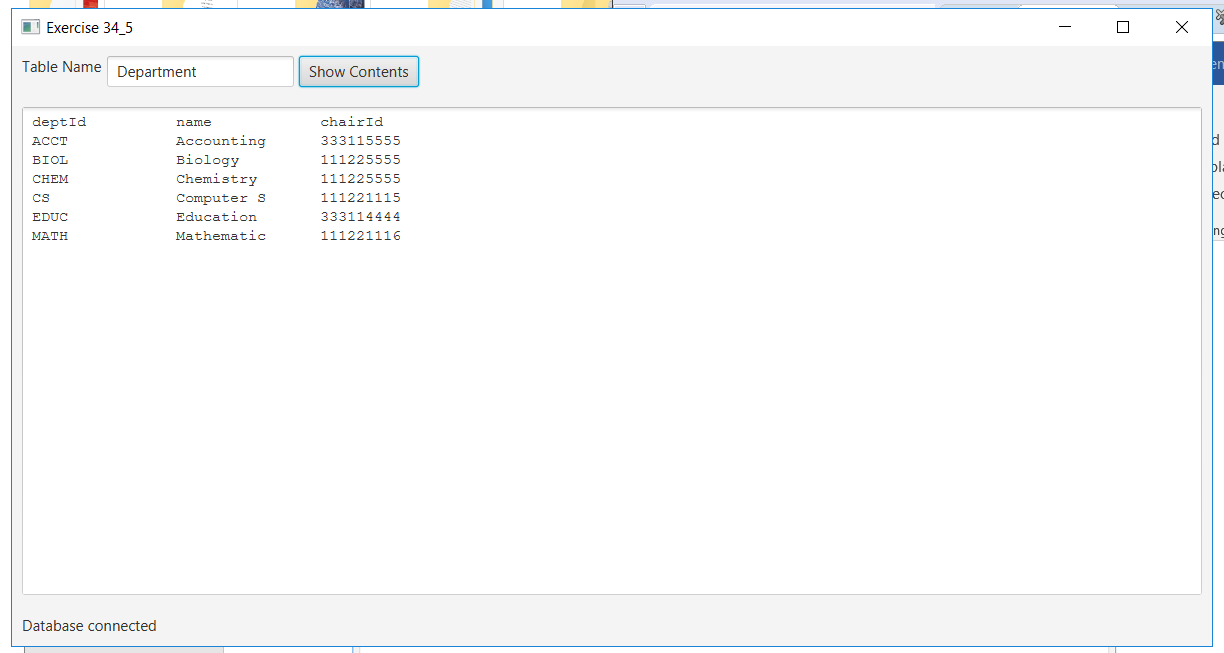 Exercise 34_5
Table Name Department Show Contents
deptId name chairId
ACCT Accounting 333115555
BIOL Biology 111225555
CHEM Chemistry 111225555
CS Computer S 111221115
EDUC Education 333114444
MATH Mathematic 111221116
Database connected